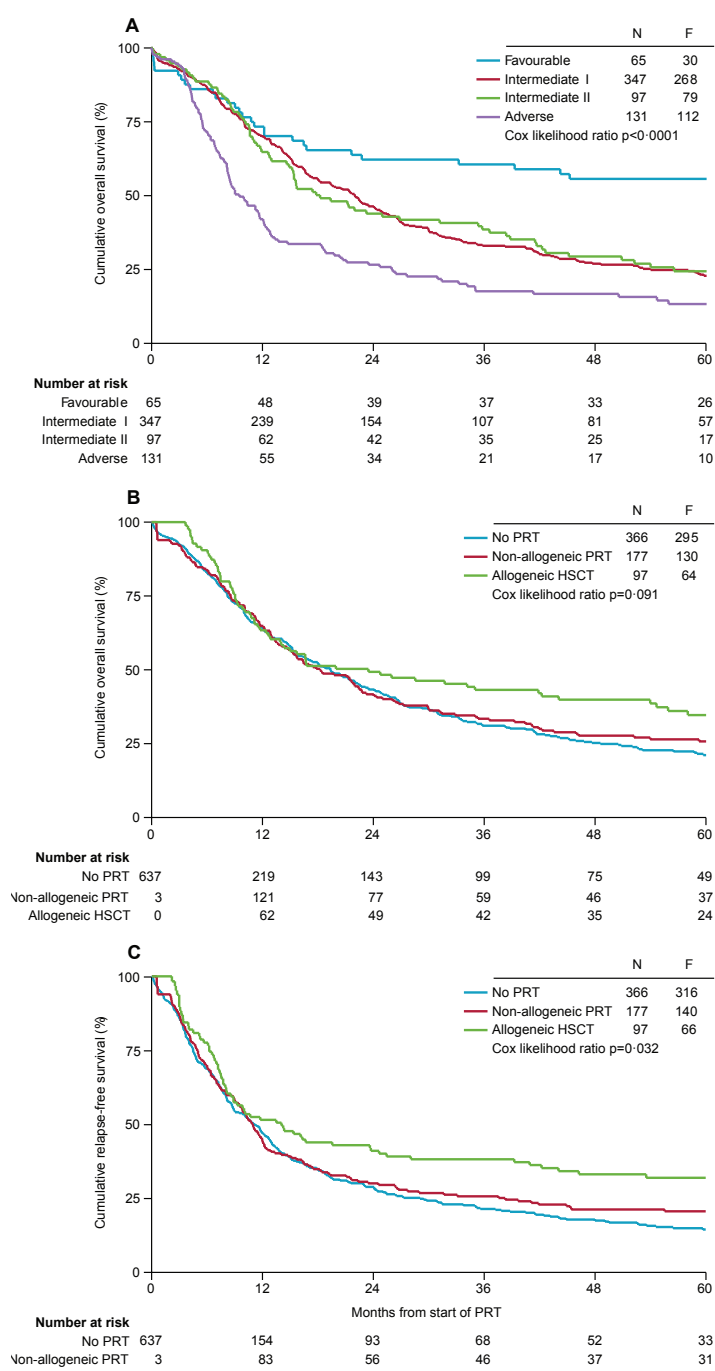 A
N F
Favourable 65 30
Intermediate I 347 268
Intermediate II 97 79
Adverse 131 112
Cox likelihood ratio p<0·0001
Cumulative overall survival (%)
100
75
50
25
0
0 12 24 36 48 60
Number at risk
Favourable 65 48 39 37 33 26
Intermediate I 347 239 154 107 81 57
Intermediate II 97 62 42 35 25 17
Adverse 131 55 34 21 17 10
B
N F
No PRT 366 295
Non-allogeneic PRT 177 130
Allogeneic HSCT 97 64
Cox likelihood ratio p=0·091
Cumulative overall survival (%)
100
75
50
25
0
0 12 24 36 48 60
Number at risk
No PRT 637 219 143 99 75 49
Non-allogeneic PRT 3 121 77 59 46 37
Allogeneic HSCT 0 62 49 42 35 24
C
N F
No PRT 366 316
Non-allogeneic PRT 177 140
Allogeneic HSCT 97 66
Cox likelihood ratio p=0·032
Cumulative relapse-free survival (%)
100
75
50
25
0
0 12 24 36 48 60
Months from start of PRT
Number at risk
No PRT 637 154 93 68 52 33
Non-allogeneic PRT 3 83 56 46 37 31